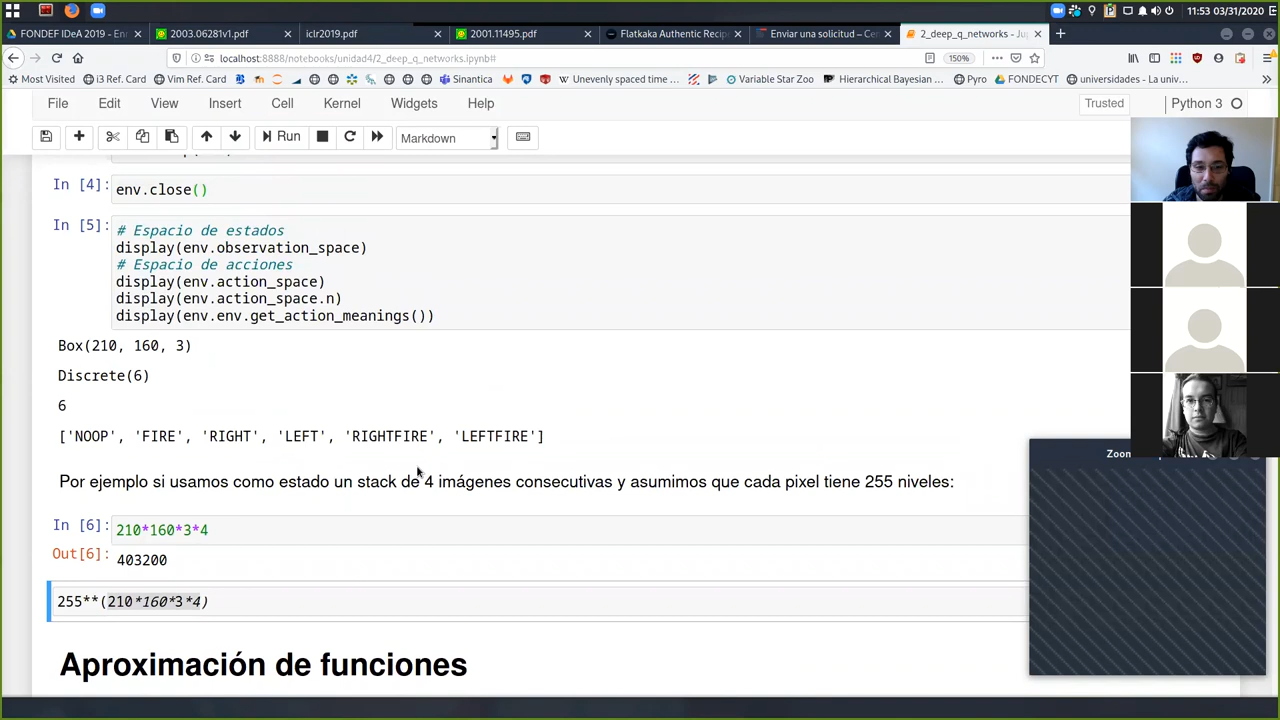 11:53 03/31/2020
FONDEF IDeA 2019 - En
2003.06281v1.pdf
iclr2019.pdf
2001.11495.pdf
Flatkaka Authentic Recip
Enviar una solicitud – Ce
2_deep_q_networks - Ju
localhost:8888/notebooks/unidad4/2_deep_q_networks.ipynb#
150%
Most Visited
i3 Ref. Card
Vim Ref. Card
Sinantica
Unevenly spaced time ...
Variable Star Zoo
Hierarchical Bayesian ...
Pyro
FONDECYT
universidades - La univ...
File Edit View Insert Cell Kernel Widgets Help
Trusted
Python 3
Run
Markdown
In [4]: env.close()
In [5]: # Espacio de estados
display(env.observation_space)
# Espacio de acciones
display(env.action_space)
display(env.action_space.n)
display(env.env.get_action_meanings())
Box(210, 160, 3)
Discrete(6)
6
['NOOP', 'FIRE', 'RIGHT', 'LEFT', 'RIGHTFIRE', 'LEFTFIRE']
Zoo
Por ejemplo si usamos como estado un stack de 4 imágenes consecutivas y asumimos que cada pixel tiene 255 niveles:
In [6]: 210*160*3*4
Out[6]: 403200
255**(210*160*3*4)
Aproximación de funciones